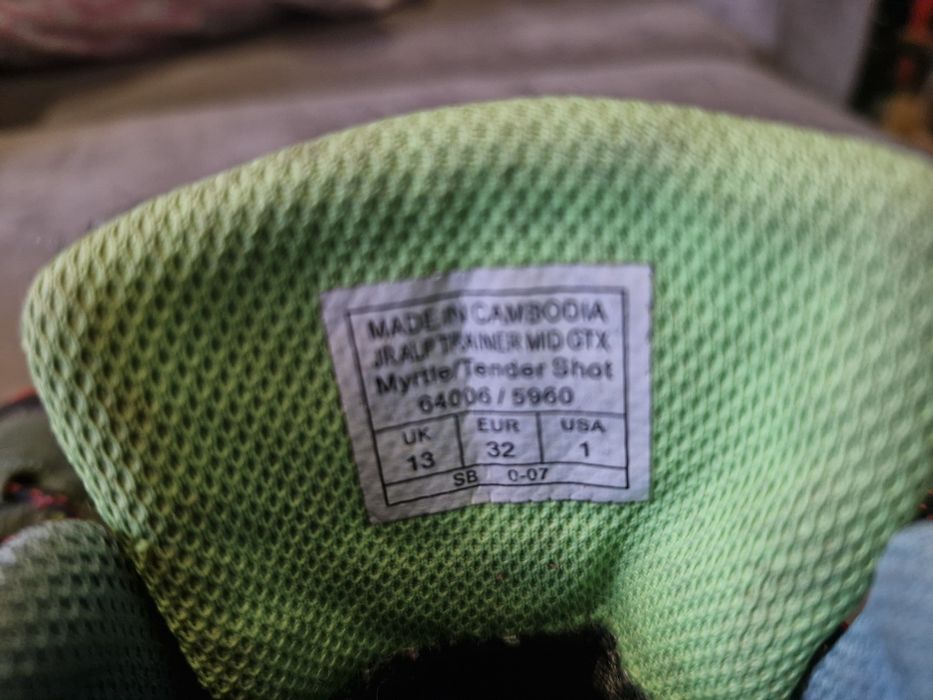 MADE IN CAMBODIA
JR ALP TRAINER MID GTX
Myrtle/Tender Shot
64006 / 5960
UK EUR USA
13 32 1
SB 0-07